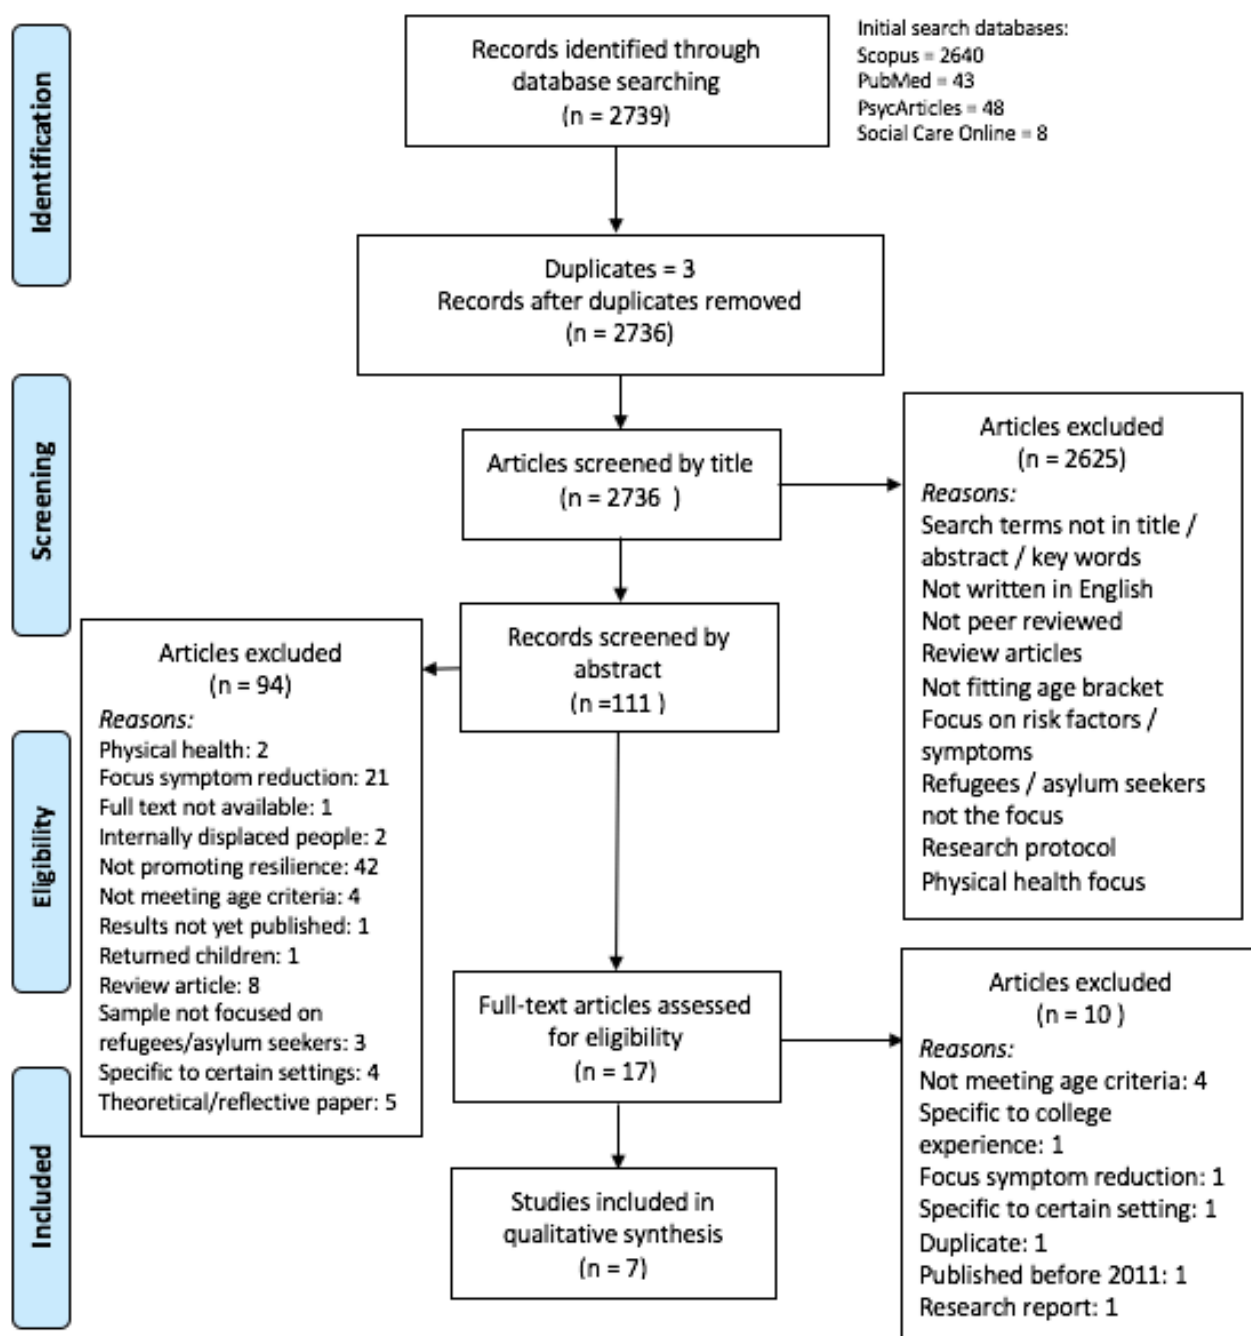 Identification
Records identified through
database searching
(n = 2739)
Initial search databases:
Scopus = 2640
PubMed = 43
PsycArticles = 48
Social Care Online = 8
Duplicates = 3
Records after duplicates removed
(n = 2736)
Screening
Articles screened by title
(n = 2736 )
Articles excluded
(n = 2625)
Reasons:
Search terms not in title /
abstract / key words
Not written in English
Not peer reviewed
Review articles
Not fitting age bracket
Focus on risk factors /
symptoms
Refugees / asylum seekers
not the focus
Research protocol
Physical health focus
Records screened by
abstract
(n =111 )
Articles excluded
(n = 94)
Reasons:
Physical health: 2
Focus symptom reduction: 21
Full text not available: 1
Internally displaced people: 2
Not promoting resilience: 42
Not meeting age criteria: 4
Results not yet published: 1
Returned children: 1
Review article: 8
Sample not focused on
refugees/asylum seekers: 3
Specific to certain settings: 4
Theoretical/reflective paper: 5
Eligibility
Full-text articles assessed
for eligibility
(n = 17)
Articles excluded
(n = 10 )
Reasons:
Not meeting age criteria: 4
Specific to college
experience: 1
Focus symptom reduction: 1
Specific to certain setting: 1
Duplicate: 1
Published before 2011: 1
Research report: 1
Included
Studies included in
qualitative synthesis
(n = 7)